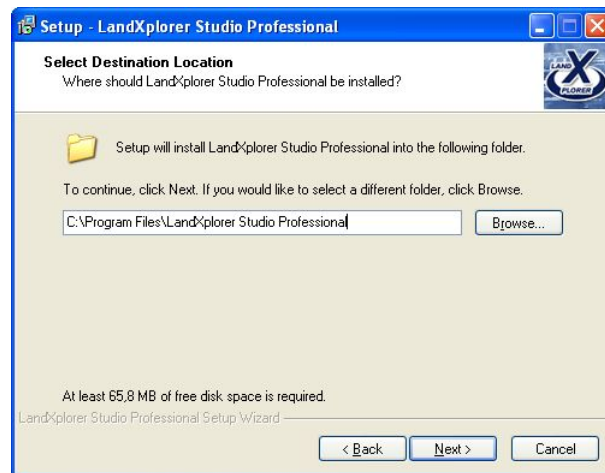 Setup - LandXplorer Studio Professional
Select Destination Location
Where should LandXplorer Studio Professional be installed?
LAND X PLORER
Setup will install LandXplorer Studio Professional into the following folder.
To continue, click Next. If you would like to select a different folder, click Browse.
C:\Program Files\LandXplorer Studio Professional
Browse...
At least 65,8 MB of free disk space is required.
LandXplorer Studio Professional Setup Wizard
< Back Next > Cancel